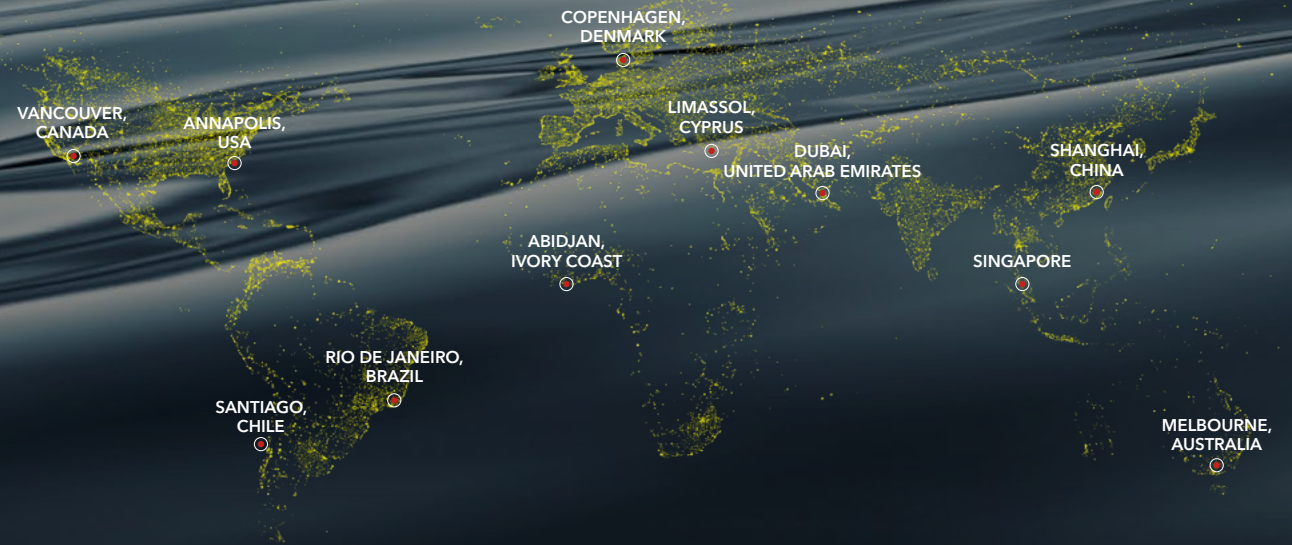 COPENHAGEN,
DENMARK
VANCOUVER,
CANADA
ANNAPOLIS,
USA
LIMASSOL,
CYPRUS
DUBAI,
UNITED ARAB EMIRATES
SHANGHAI,
CHINA
ABIDJAN,
IVORY COAST
SINGAPORE
RIO DE JANEIRO,
BRAZIL
SANTIAGO,
CHILE
MELBOURNE,
AUSTRALIA